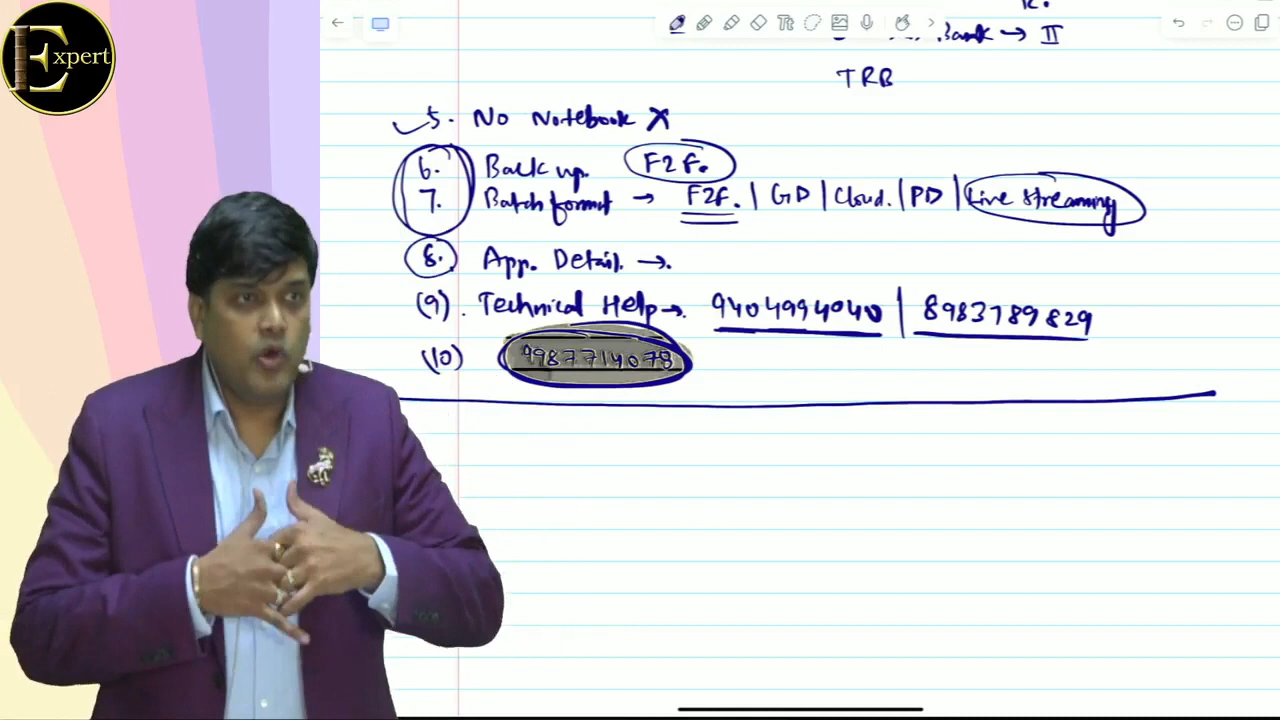 Expert
Bank → II
TRB
5. No Notebook X
6. Back up. F2F.
7. Batch format → F2f. | GD | Cloud. | PD | Live Streaming
8. App. Detail. →.
(9). Technical Help →. 9404994040 | 8983789829
(10) 9987714078